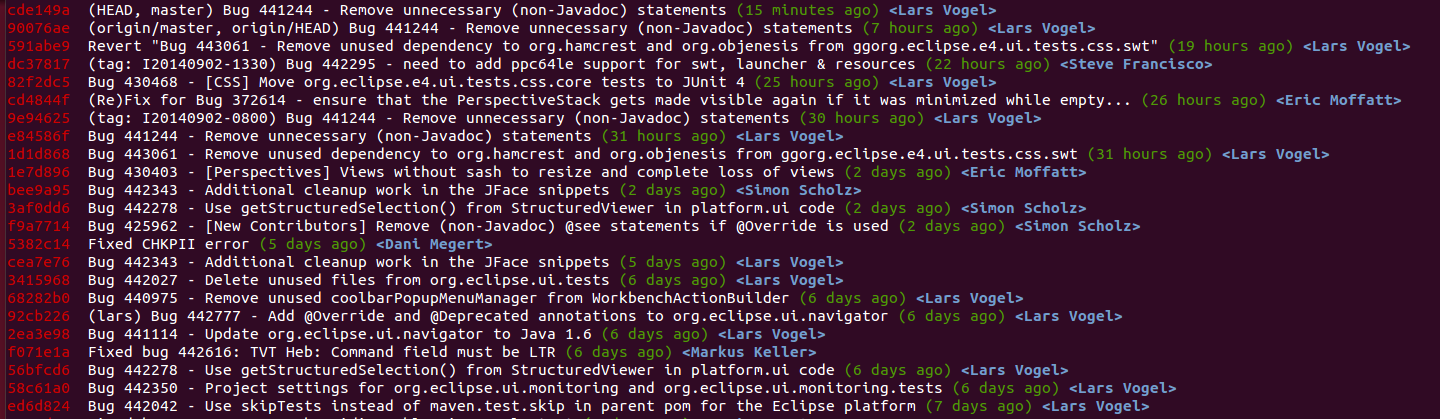 cde149a (HEAD, master) Bug 441244 - Remove unnecessary (non-Javadoc) statements (15 minutes ago) <Lars Vogel>
90076ae (origin/master, origin/HEAD) Bug 441244 - Remove unnecessary (non-Javadoc) statements (7 hours ago) <Lars Vogel>
591abe9 Revert "Bug 443061 - Remove unused dependency to org.hamcrest and org.objenesis from ggorg.eclipse.e4.ui.tests.css.swt" (19 hours ago) <Lars Vogel>
dc37817 (tag: I20140902-1330) Bug 442295 - need to add ppc64le support for swt, launcher & resources (22 hours ago) <Steve Francisco>
82f2dc5 Bug 430468 - [CSS] Move org.eclipse.e4.ui.tests.css.core tests to JUnit 4 (25 hours ago) <Lars Vogel>
cd4844f (Re)Fix for Bug 372614 - ensure that the PerspectiveStack gets made visible again if it was minimized while empty... (26 hours ago) <Eric Moffatt>
9e94625 (tag: I20140902-0800) Bug 441244 - Remove unnecessary (non-Javadoc) statements (30 hours ago) <Lars Vogel>
e84586f Bug 441244 - Remove unnecessary (non-Javadoc) statements (31 hours ago) <Lars Vogel>
1d1d868 Bug 443061 - Remove unused dependency to org.hamcrest and org.objenesis from ggorg.eclipse.e4.ui.tests.css.swt (31 hours ago) <Lars Vogel>
1e7d896 Bug 430403 - [Perspectives] Views without sash to resize and complete loss of views (2 days ago) <Eric Moffatt>
bee9a95 Bug 442343 - Additional cleanup work in the JFace snippets (2 days ago) <Simon Scholz>
3af0dd6 Bug 442278 - Use getStructuredSelection() from StructuredViewer in platform.ui code (2 days ago) <Simon Scholz>
f9a7714 Bug 425962 - [New Contributors] Remove (non-Javadoc) @see statements if @Override is used (2 days ago) <Simon Scholz>
5382c14 Fixed CHKPII error (5 days ago) <Dani Megert>
cea7e76 Bug 442343 - Additional cleanup work in the JFace snippets (5 days ago) <Lars Vogel>
3415968 Bug 442027 - Delete unused files from org.eclipse.ui.tests (6 days ago) <Lars Vogel>
68282b0 Bug 440975 - Remove unused coolbarPopupMenuManager from WorkbenchActionBuilder (6 days ago) <Lars Vogel>
92cb226 (lars) Bug 442777 - Add @Override and @Deprecated annotations to org.eclipse.ui.navigator (6 days ago) <Lars Vogel>
2ea3e98 Bug 441114 - Update org.eclipse.ui.navigator to Java 1.6 (6 days ago) <Lars Vogel>
f071e1a Fixed bug 442616: TVT Heb: Command field must be LTR (6 days ago) <Markus Keller>
56bfcd6 Bug 442278 - Use getStructuredSelection() from StructuredViewer in platform.ui code (6 days ago) <Lars Vogel>
58c61a0 Bug 442350 - Project settings for org.eclipse.ui.monitoring and org.eclipse.ui.monitoring.tests (6 days ago) <Lars Vogel>
ed6d824 Bug 442042 - Use skipTests instead of maven.test.skip in parent pom for the Eclipse platform (7 days ago) <Lars Vogel>